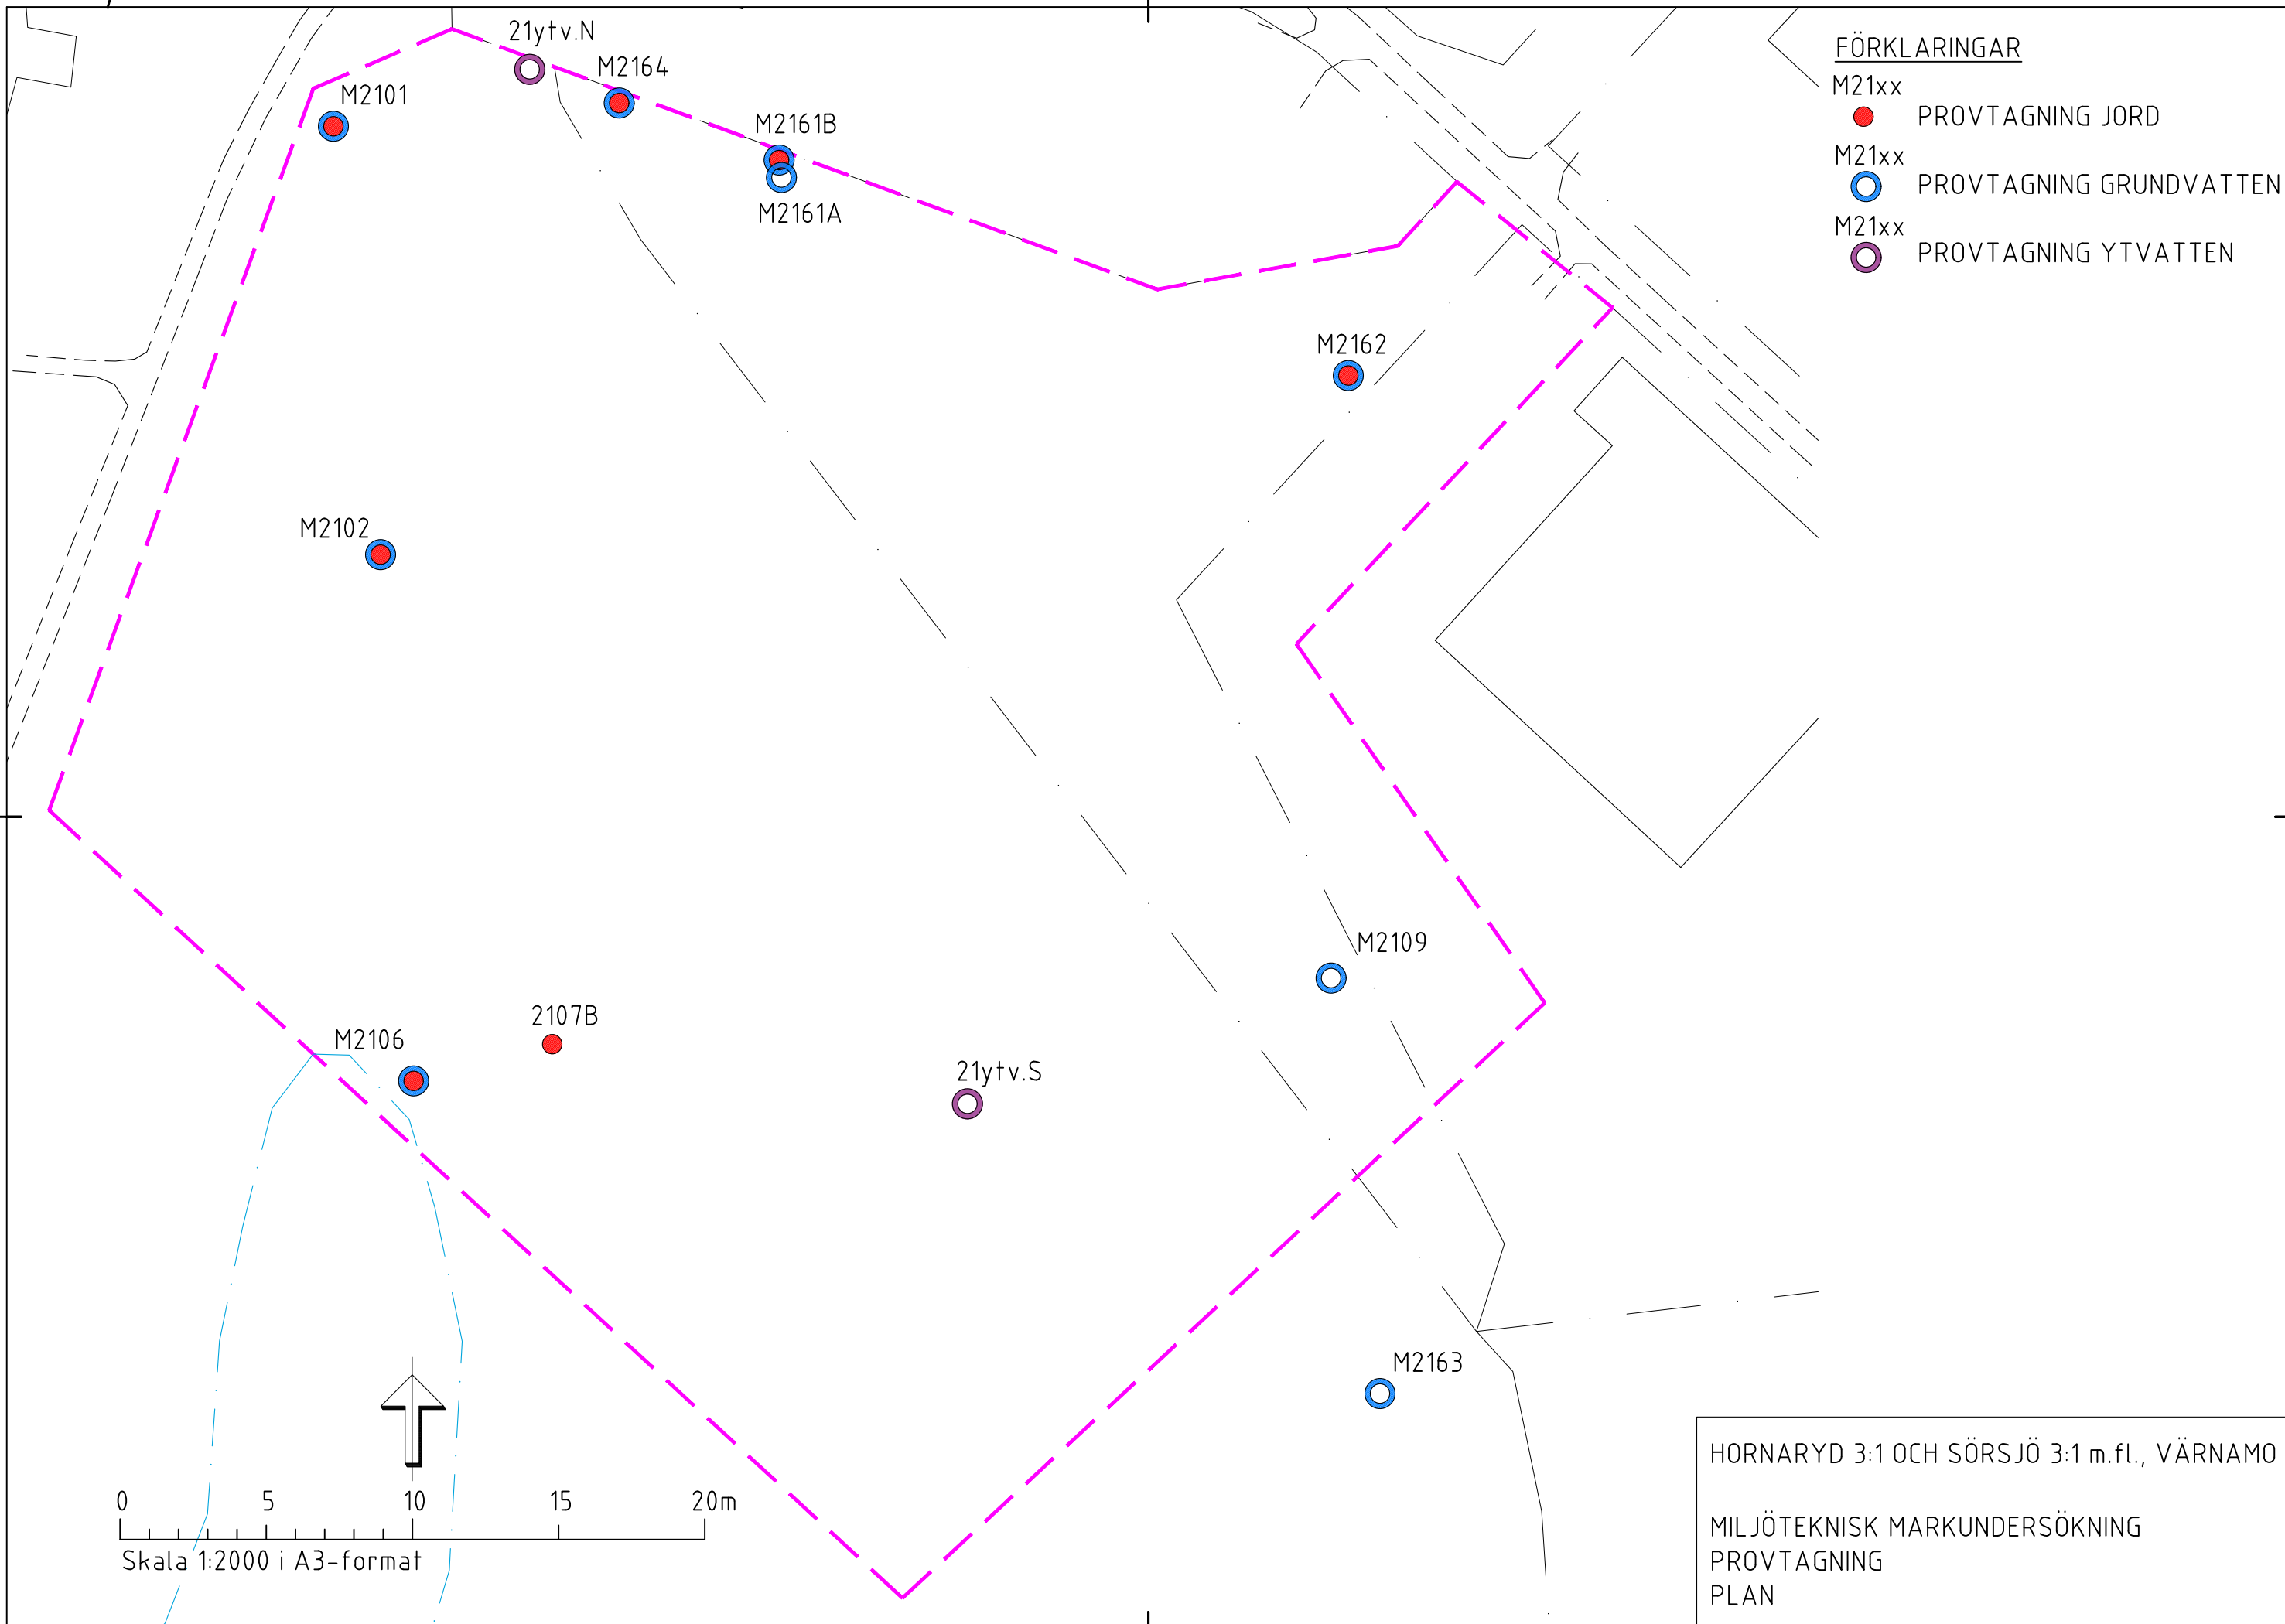 21ytv.N
M2164
M2101
M2161B
M2161A
M2162
M2102
M2109
2107B
M2106
21ytv.S
M2163
FÖRKLARINGAR
M21xx
PROVTAGNING JORD
M21xx
PROVTAGNING GRUNDVATTEN
M21xx
PROVTAGNING YTVATTEN
0 5 10 15 20m
Skala 1:2000 i A3-format
HORNARYD 3:1 OCH SÖRSJÖ 3:1 m.fl., VÄRNAMO
MILJÖTEKNISK MARKUNDERSÖKNING
PROVTAGNING
PLAN